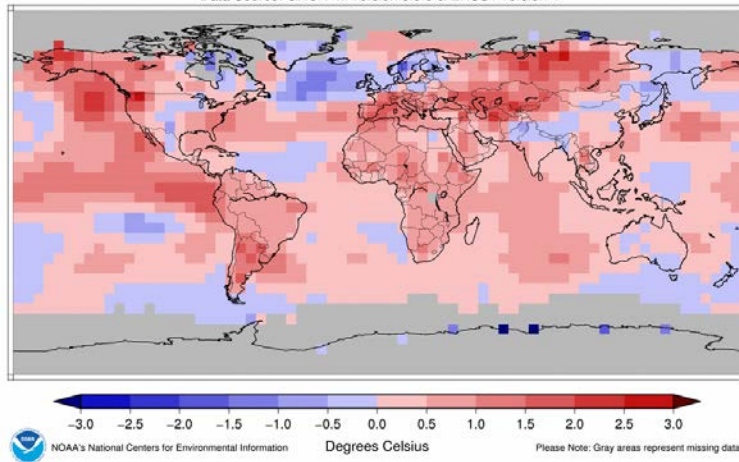 −3.0 −2.5 −2.0 −1.5 −1.0 −0.5 0.0 0.5 1.0 1.5 2.0 2.5 3.0
NOAA's National Centers for Environmental Information
Degrees Celsius
Please Note: Gray areas represent missing data